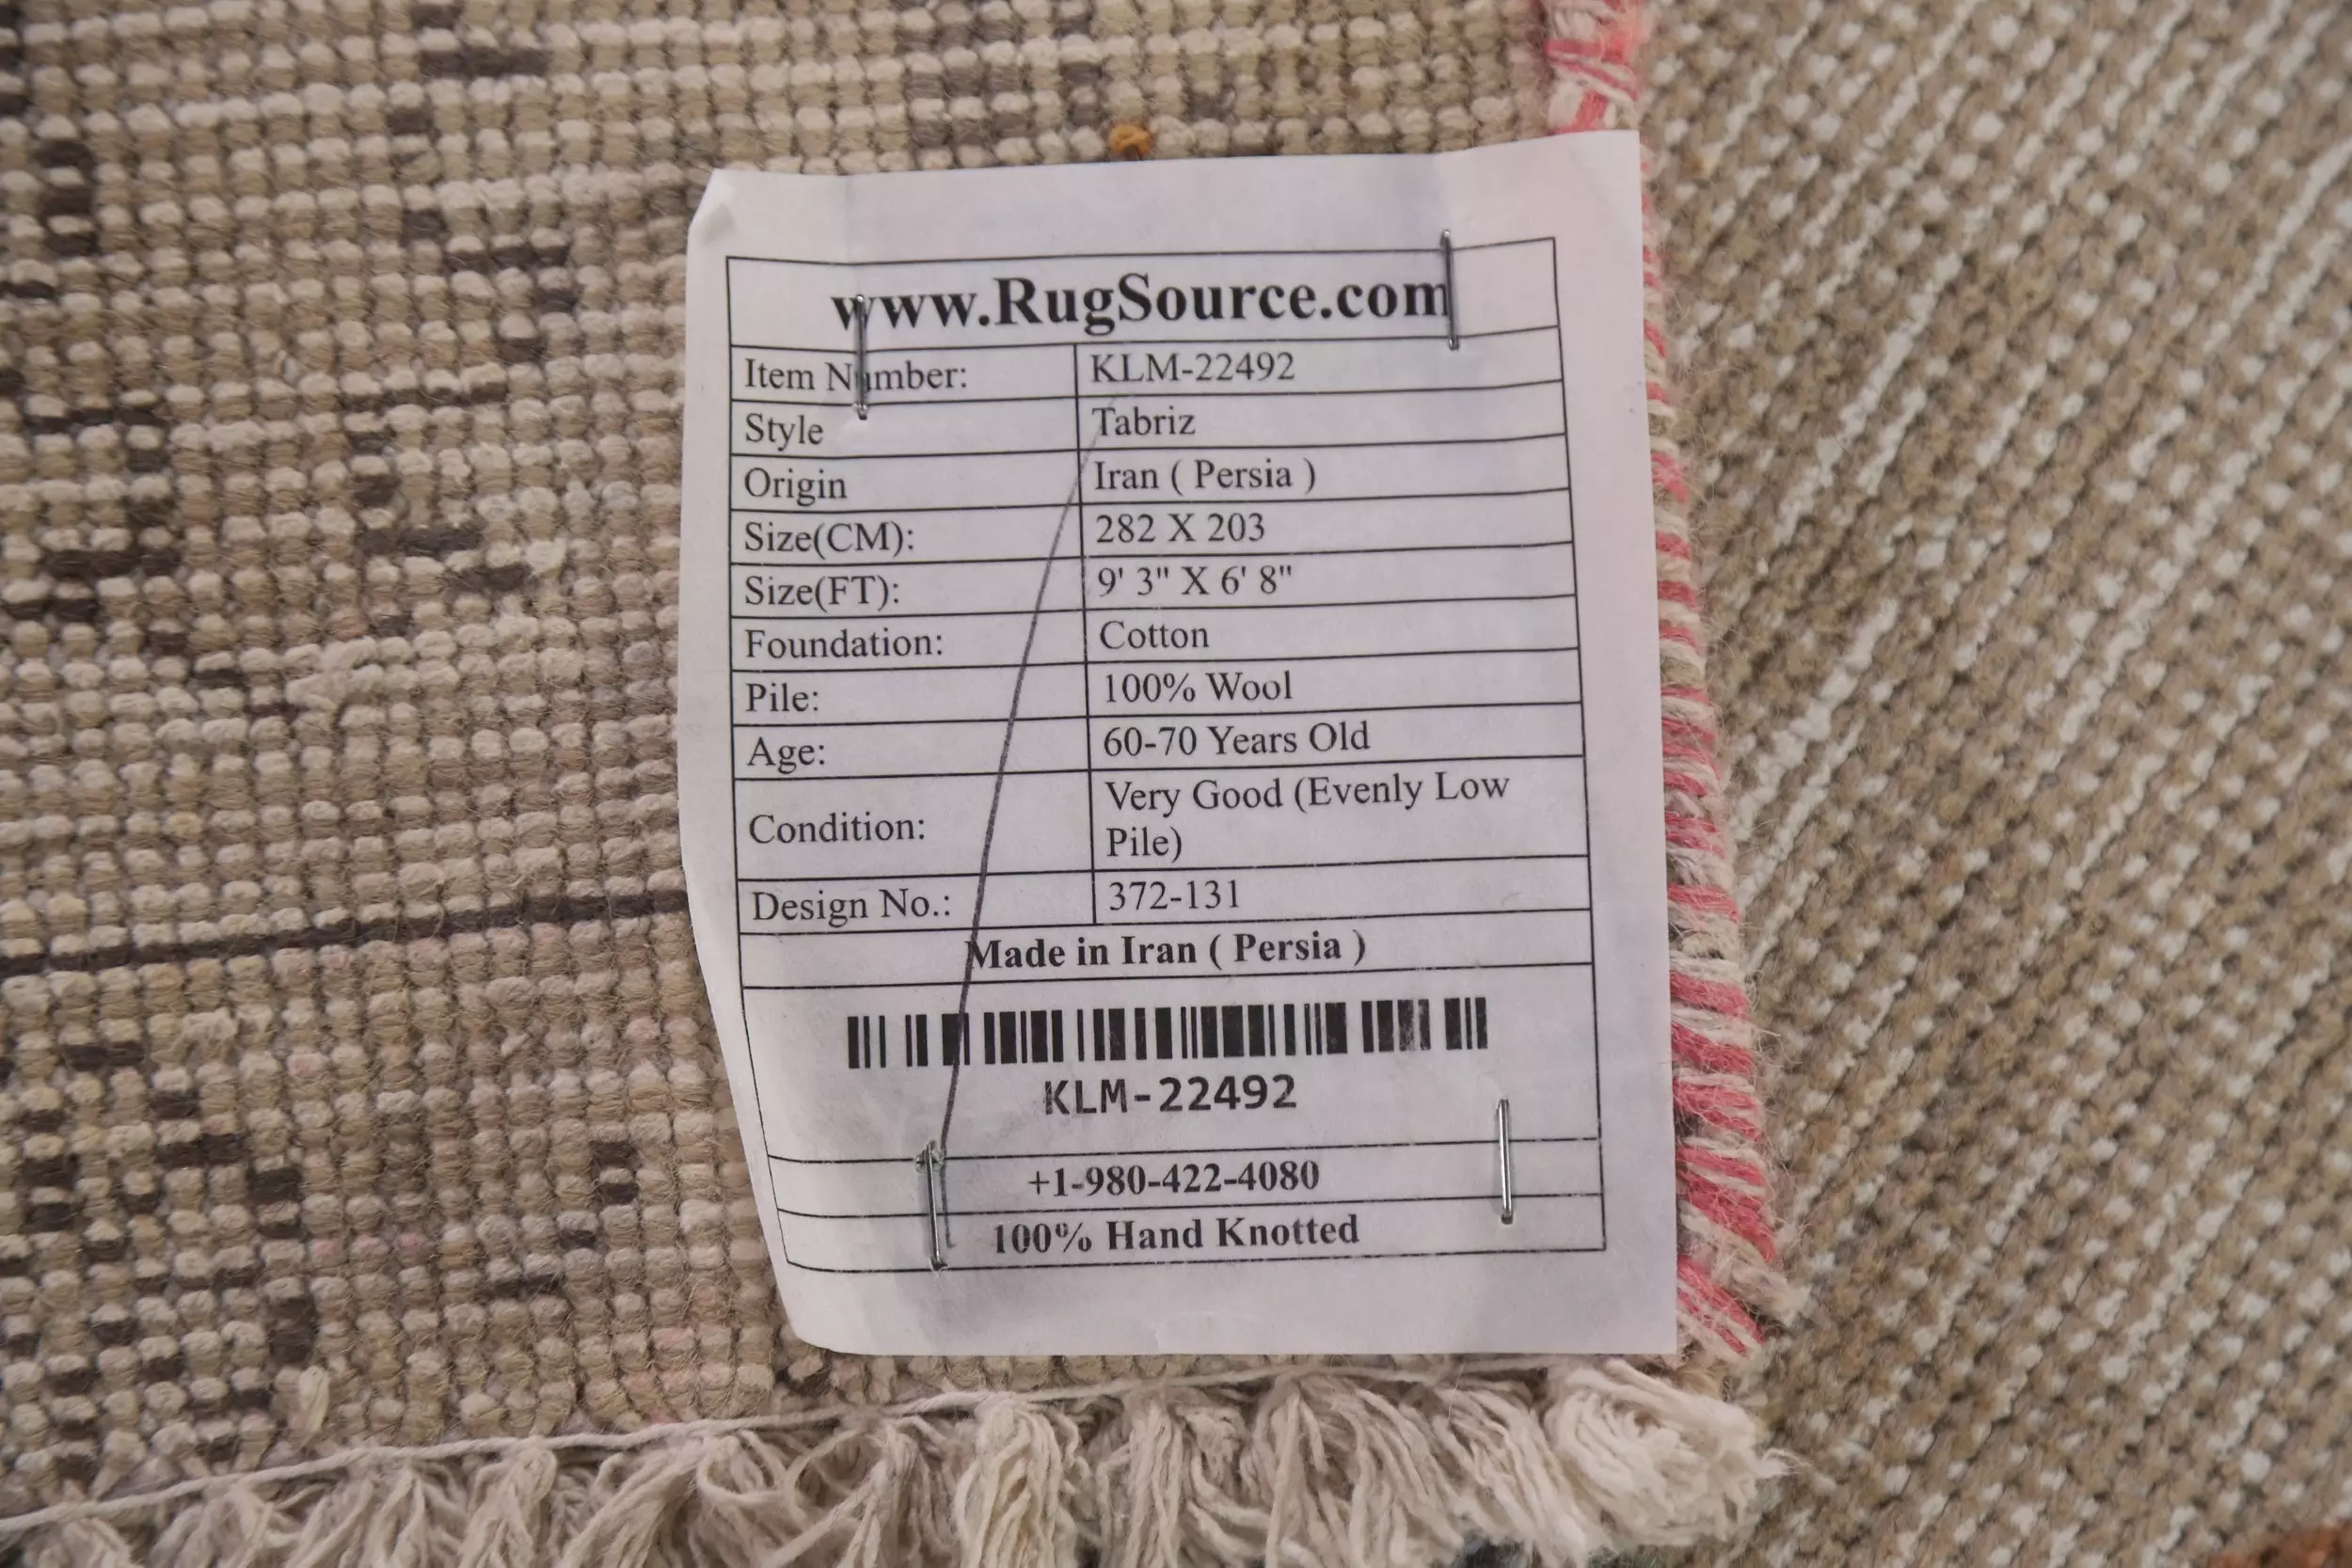 www.RugSource.com
Item Number: KLM-22492
Style Tabriz
Origin Iran ( Persia )
Size(CM): 282 X 203
Size(FT): 9' 3" X 6' 8"
Foundation: Cotton
Pile: 100% Wool
Age: 60-70 Years Old
Condition: Very Good (Evenly Low
Pile)
Design No.: 372-131
Made in Iran ( Persia )
KLM-22492
+1-980-422-4080
100% Hand Knotted